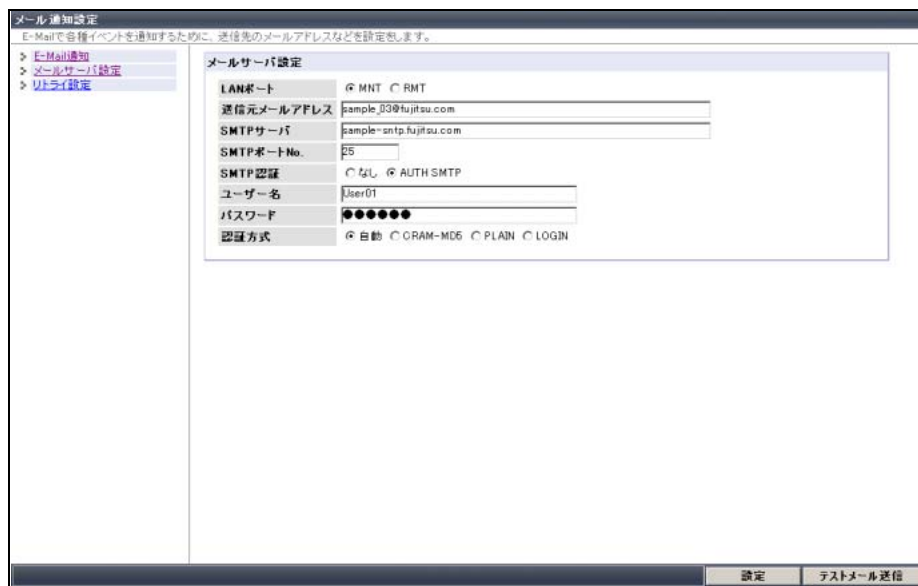 メール通知設定
E-Mailで各種イベントを通知するために、送信先のメールアドレスなどを設定をします。
E-Mail通知
メールサーバ設定
リトライ設定
メールサーバ設定
LANポート MNT RMT
送信元メールアドレス sample_03@fujitsu.com
SMTPサーバ sample-smtp.fujitsu.com
SMTPポートNo. 25
SMTP認証 なし AUTH SMTP
ユーザー名 User01
パスワード ●●●●●●
認証方式 自動 CRAM-MD5 PLAIN LOGIN
設定 テストメール送信